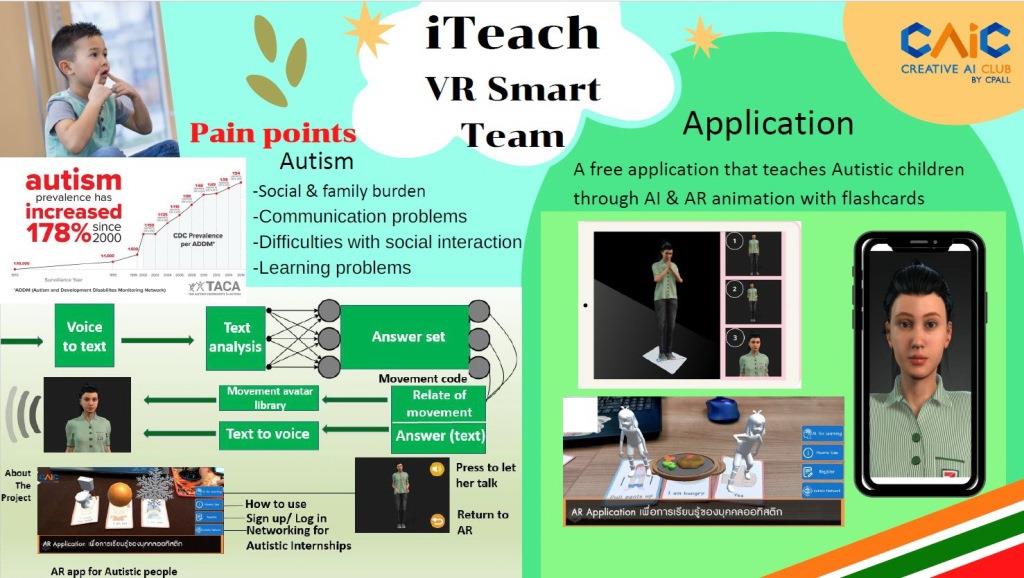 iTeach
VR Smart
Team
CAiC
CREATIVE AI CLUB
BY CPALL
Pain points
Autism
-Social & family burden
-Communication problems
-Difficulties with social interaction
-Learning problems
autism
prevalence has
increased
178% since
2000
CDC Prevalence
per ADDM*
Surveillance Year
*ADDM (Autism and Development Disabilites Monitoring Network)
TACA
Application
A free application that teaches Autistic children
through AI & AR animation with flashcards
1
2
3
Voice
to text
Text
analysis
Answer set
Movement code
Movement avatar
library
Relate of
movement
Text to voice
Answer (text)
About
The
Project
CAiC
AR Application เพื่อการเรียนรู้ของบุคคลออทิสติก
How to use
Sign up/ Log in
Networking for
Autistic Internships
Press to let
her talk
Return to
AR
AR app for Autistic people
I am hungry
Register
AR Application เพื่อการเรียนรู้ของบุคคลออทิสติก